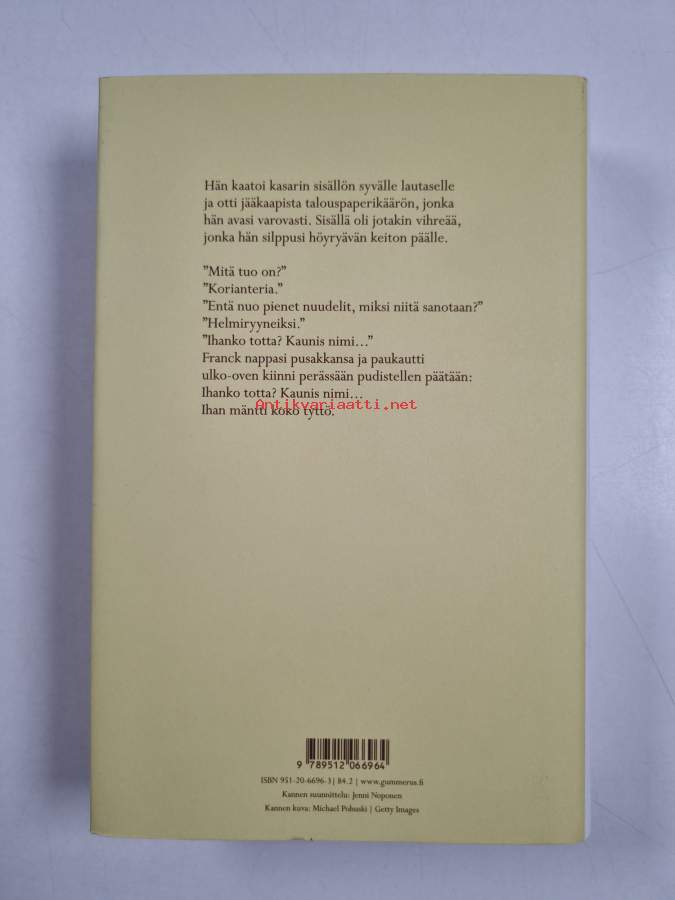 Hän kaatoi kasarin sisällön syvälle lautaselle
ja otti jääkaapista talouspaperikäärön, jonka
hän avasi varovasti. Sisällä oli jotakin vihreää,
jonka hän silppusi höyryävän keiton päälle.
”Mitä tuo on?”
”Korianteria.”
”Entä nuo pienet nuudelit, miksi niitä sanotaan?”
”Helmiryyneiksi.”
”Ihanko totta? Kaunis nimi…”
Franck nappasi pusakkansa ja paukautti
ulko-oven kiinni perässään pudistellen päätään:
Ihanko totta? Kaunis nimi…
Antikvariaatti.net
Ihan mäntti koko tyttö.
9 789512 066964
ISBN 951-20-6696-3 | 84.2 | www.gummerus.fi
Kannen suunnittelu: Jenni Noponen
Kannen kuva: Michael Pohuski | Getty Images